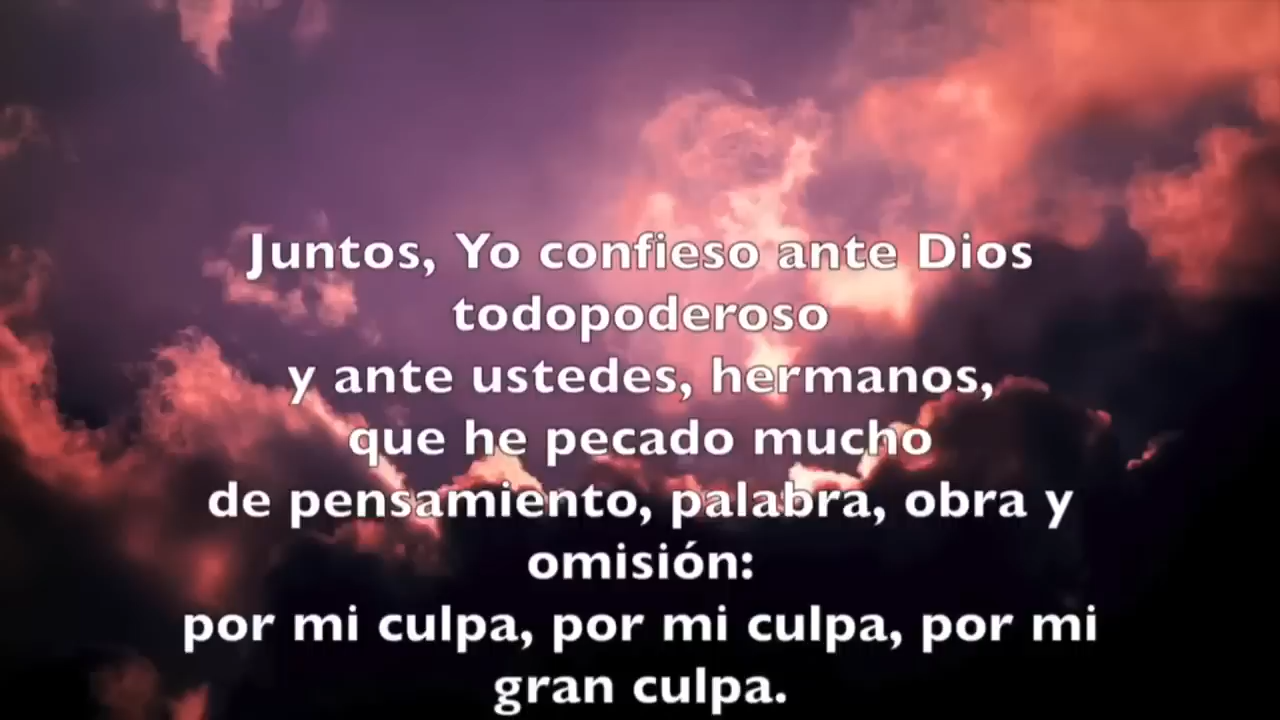 Juntos, Yo confieso ante Dios
todopoderoso
y ante ustedes, hermanos,
que he pecado mucho
de pensamiento, palabra, obra y
omisión:
por mi culpa, por mi culpa, por mi
gran culpa.